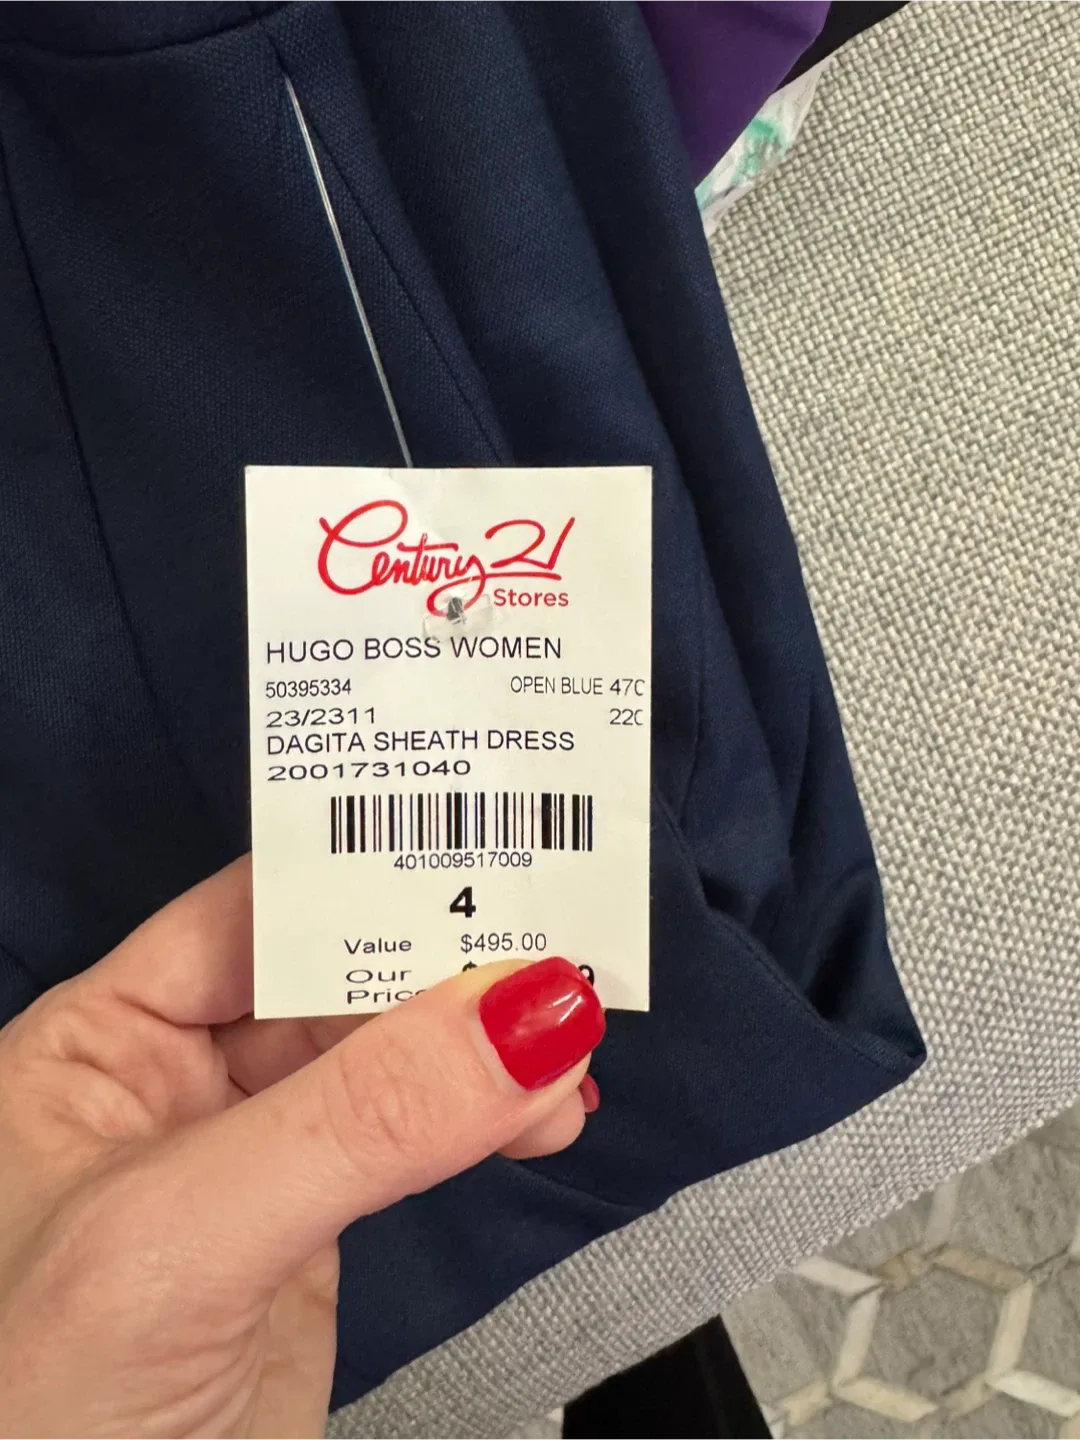 Century 21
Stores
HUGO BOSS WOMEN
50395334 OPEN BLUE 47C
23/2311 22C
DAGITA SHEATH DRESS
2001731040
401009517009
4
Value $495.00
Our $ 9